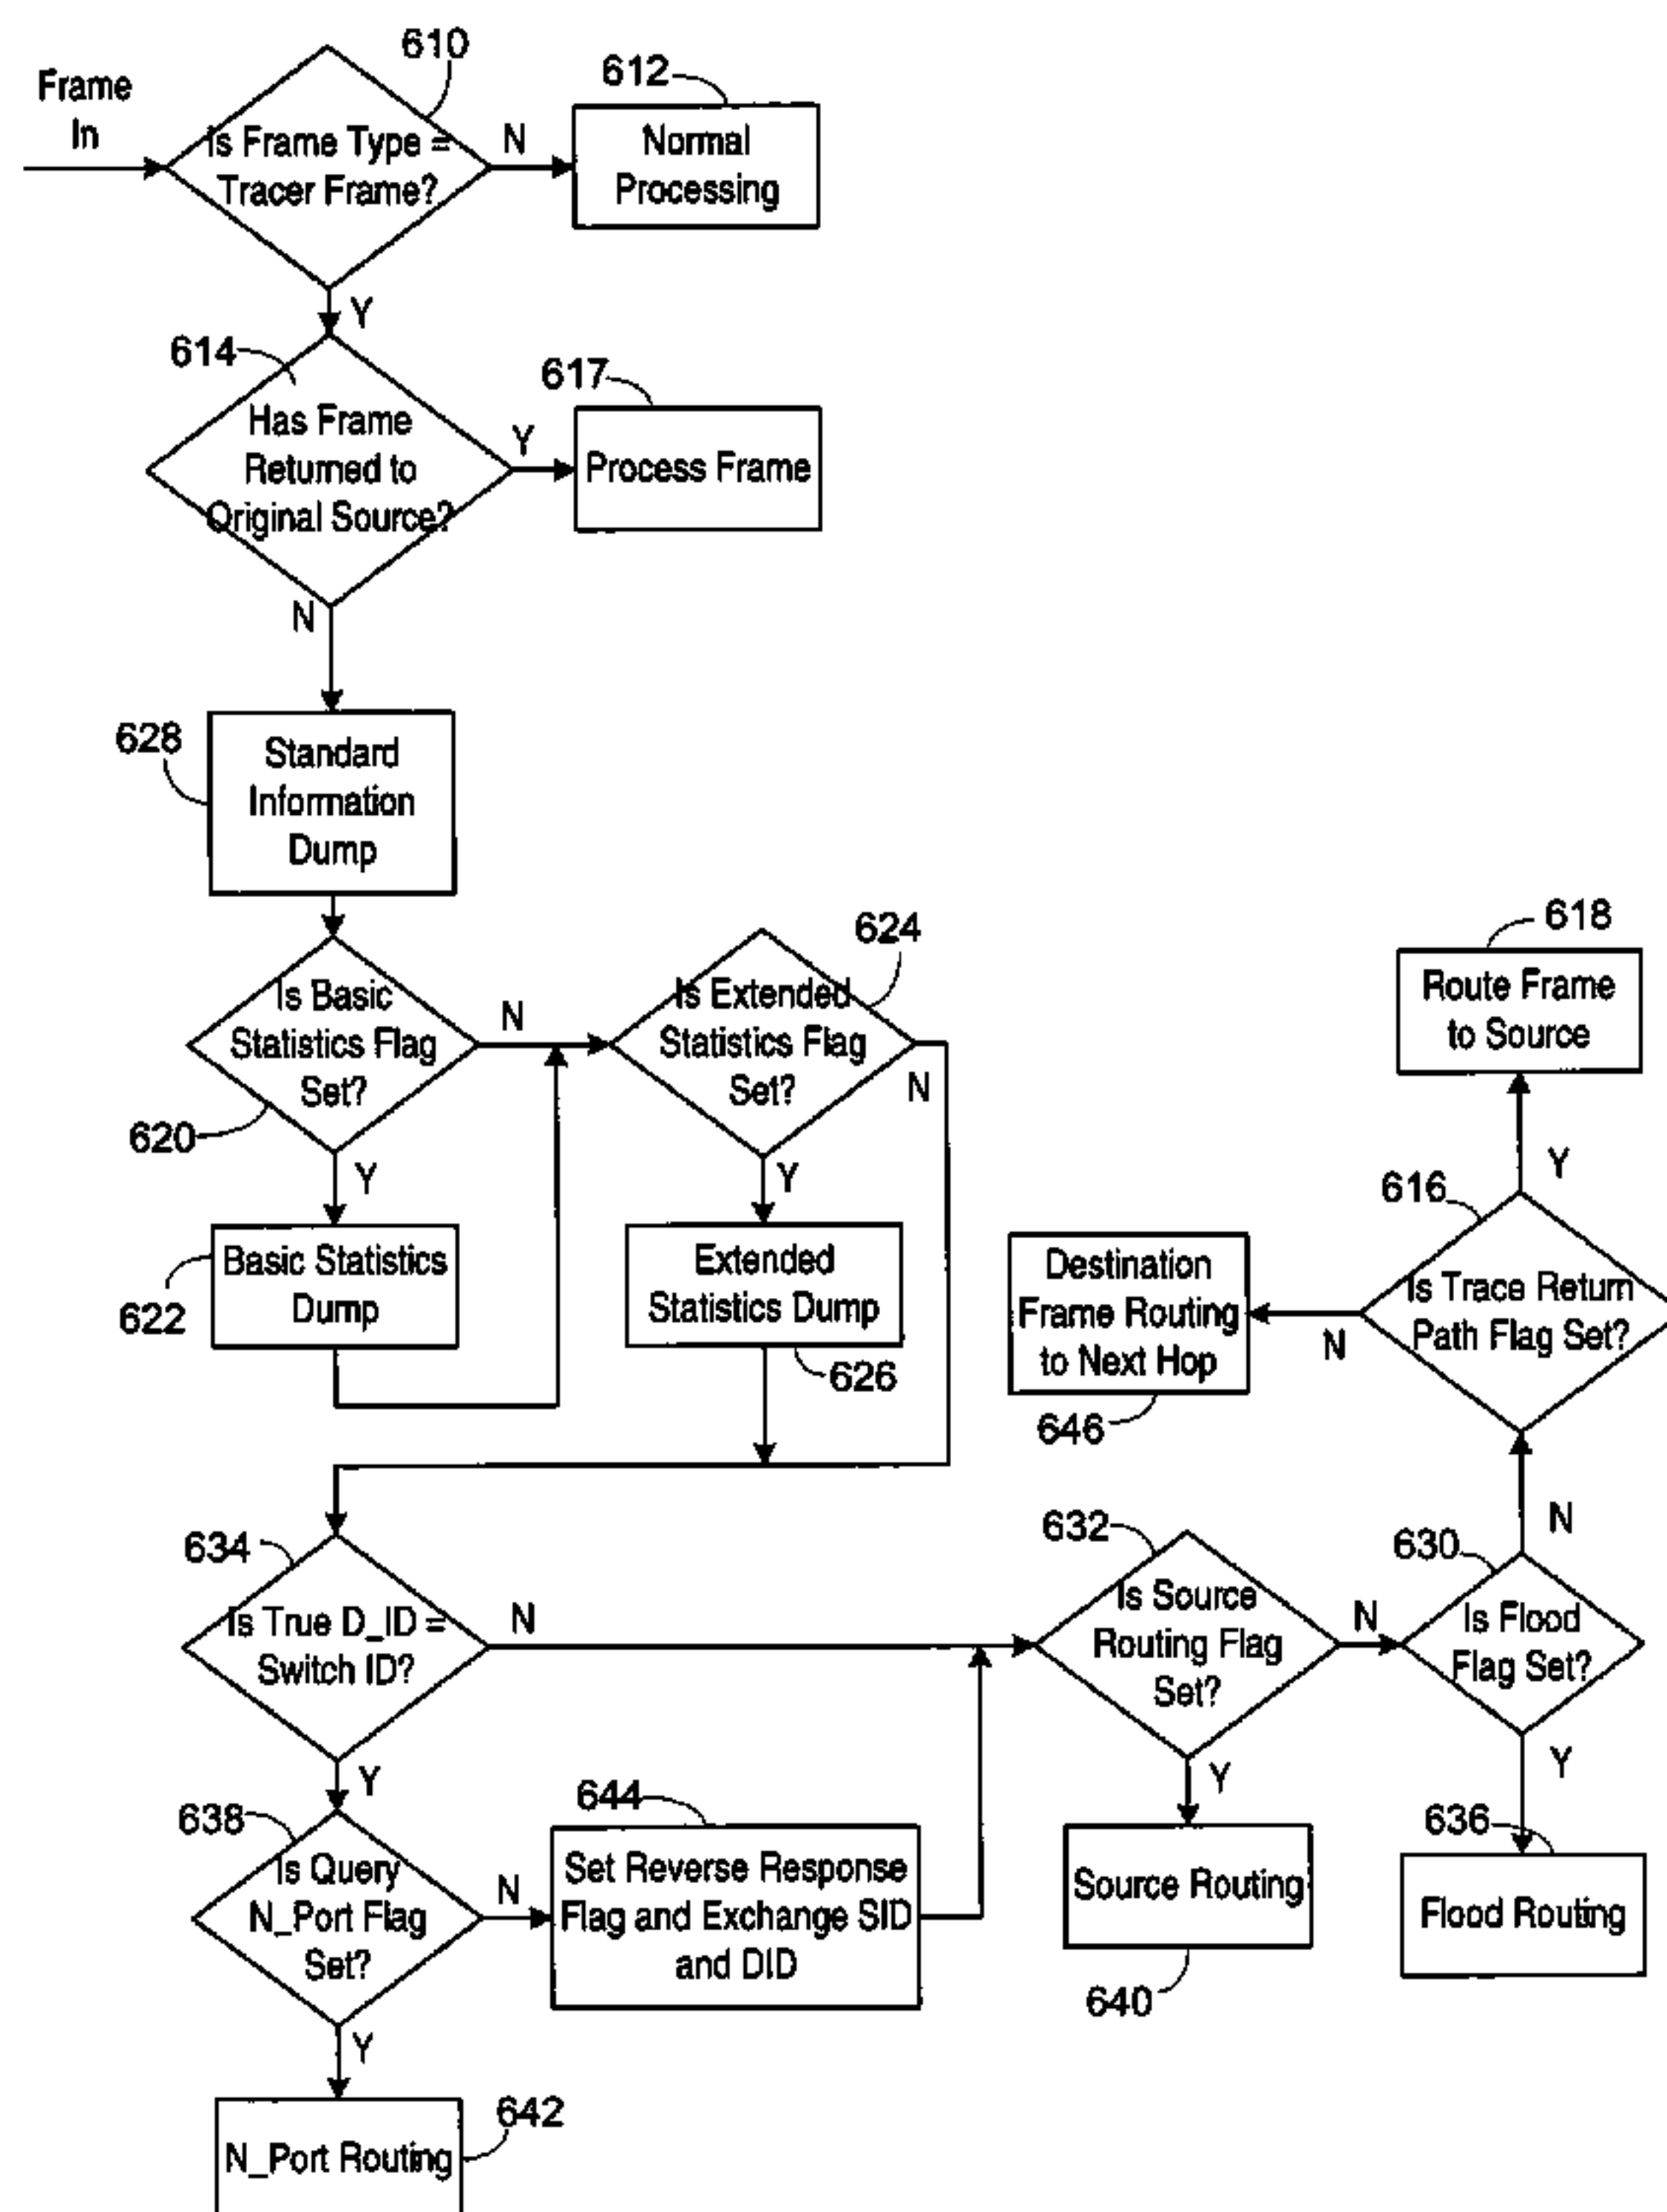 610
Frame
In
Is Frame Type =
Tracer Frame?
N
612
Normal
Processing
Y
614
Has Frame
Returned to
Original Source?
Y
617
Process Frame
N
628
Standard
Information
Dump
Is Basic
Statistics Flag
Set?
620
N
624
Is Extended
Statistics Flag
Set?
N
Y
622
Basic Statistics
Dump
Y
Extended
Statistics Dump
626
618
Route Frame
to Source
Y
616
Is Trace Return
Path Flag Set?
N
Destination
Frame Routing
to Next Hop
646
N
634
Is True D_ID =
Switch ID?
N
632
Is Source
Routing Flag
Set?
N
630
Is Flood
Flag Set?
Y
638
Is Query
N_Port Flag
Set?
N
644
Set Reverse Response
Flag and Exchange SID
and DID
Y
Source Routing
640
Y
636
Flood Routing
Y
642
N_Port Routing